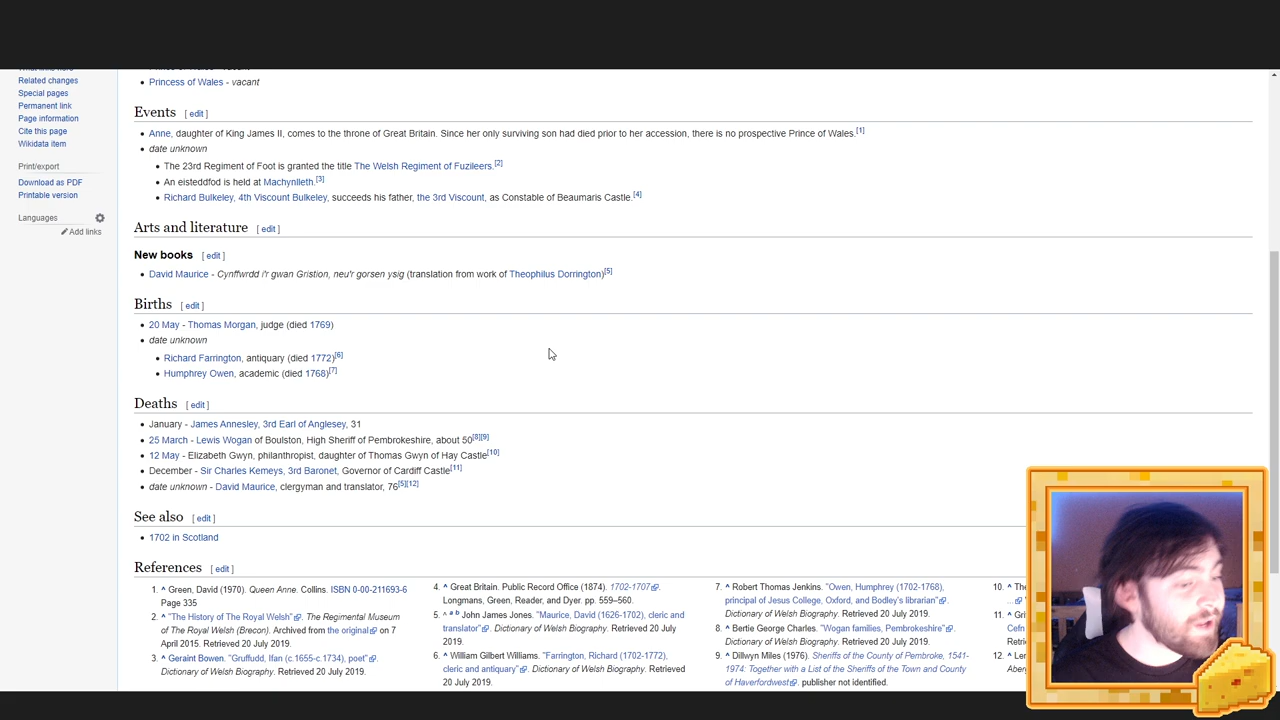 Related changes
Special pages
Permanent link
Page information
Cite this page
Wikidata item
Print/export
Download as PDF
Printable version
Languages
Add links
Princess of Wales - vacant
Events [ edit ]
Anne, daughter of King James II, comes to the throne of Great Britain. Since her only surviving son had died prior to her accession, there is no prospective Prince of Wales.[1]
date unknown
The 23rd Regiment of Foot is granted the title The Welsh Regiment of Fuzileers.[2]
An eisteddfod is held at Machynlleth.[3]
Richard Bulkeley, 4th Viscount Bulkeley, succeeds his father, the 3rd Viscount, as Constable of Beaumaris Castle.[4]
Arts and literature [ edit ]
New books [ edit ]
David Maurice - Cynffwrdd i'r gwan Gristion, neu'r gorsen ysig (translation from work of Theophilus Dorrington)[5]
Births [ edit ]
20 May - Thomas Morgan, judge (died 1769)
date unknown
Richard Farrington, antiquary (died 1772)[6]
Humphrey Owen, academic (died 1768)[7]
Deaths [ edit ]
January - James Annesley, 3rd Earl of Anglesey, 31
25 March - Lewis Wogan of Boulston, High Sheriff of Pembrokeshire, about 50[8][9]
12 May - Elizabeth Gwyn, philanthropist, daughter of Thomas Gwyn of Hay Castle[10]
December - Sir Charles Kemeys, 3rd Baronet, Governor of Cardiff Castle[11]
date unknown - David Maurice, clergyman and translator, 76[5][12]
See also [ edit ]
1702 in Scotland
References [ edit ]
1. ^ Green, David (1970). Queen Anne. Collins. ISBN 0-00-211693-6
Page 335
2. ^ "The History of The Royal Welsh". The Regimental Museum
of The Royal Welsh (Brecon). Archived from the original on 7
April 2015. Retrieved 20 July 2019.
3. ^ Geraint Bowen. "Gruffudd, Ifan (c.1655-c.1734), poet".
Dictionary of Welsh Biography. Retrieved 20 July 2019.
4. ^ Great Britain. Public Record Office (1874). 1702-1707.
Longmans, Green, Reader, and Dyer. pp. 559–560.
5. ^ a b John James Jones. "Maurice, David (1626-1702), cleric and
translator". Dictionary of Welsh Biography. Retrieved 20 July
2019.
6. ^ William Gilbert Williams. "Farrington, Richard (1702-1772),
cleric and antiquary". Dictionary of Welsh Biography. Retrieved
20 July 2019.
7. ^ Robert Thomas Jenkins. "Owen, Humphrey (1702-1768),
principal of Jesus College, Oxford, and Bodley's librarian".
Dictionary of Welsh Biography. Retrieved 20 July 2019.
8. ^ Bertie George Charles. "Wogan families, Pembrokeshire".
Dictionary of Welsh Biography. Retrieved 20 July 2019.
9. ^ Dillwyn Miles (1976). Sheriffs of the County of Pembroke, 1541-
1974: Together with a List of the Sheriffs of the Town and County
of Haverfordwest. publisher not identified.
10. ^ The
...
11. ^
12. ^